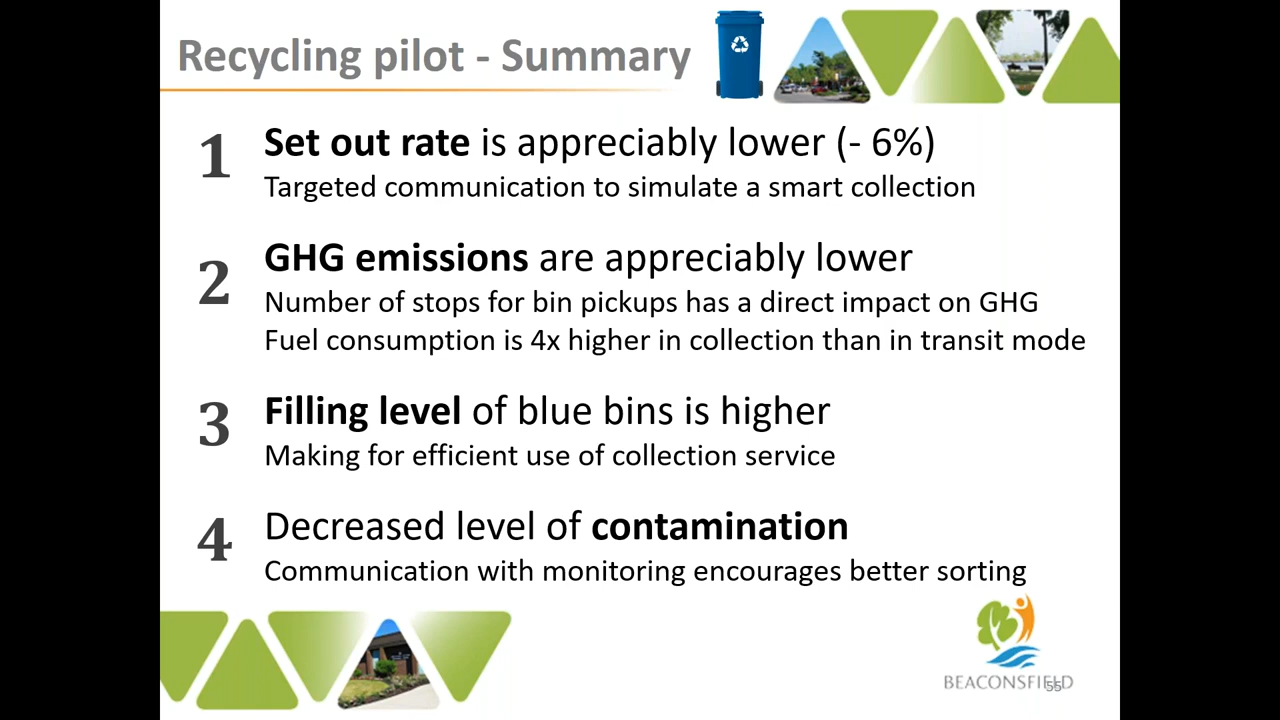 Recycling pilot - Summary
1
Set out rate is appreciably lower (- 6%)
Targeted communication to simulate a smart collection
2
GHG emissions are appreciably lower
Number of stops for bin pickups has a direct impact on GHG
Fuel consumption is 4x higher in collection than in transit mode
3
Filling level of blue bins is higher
Making for efficient use of collection service
4
Decreased level of contamination
Communication with monitoring encourages better sorting
BEACONSFIELD
55